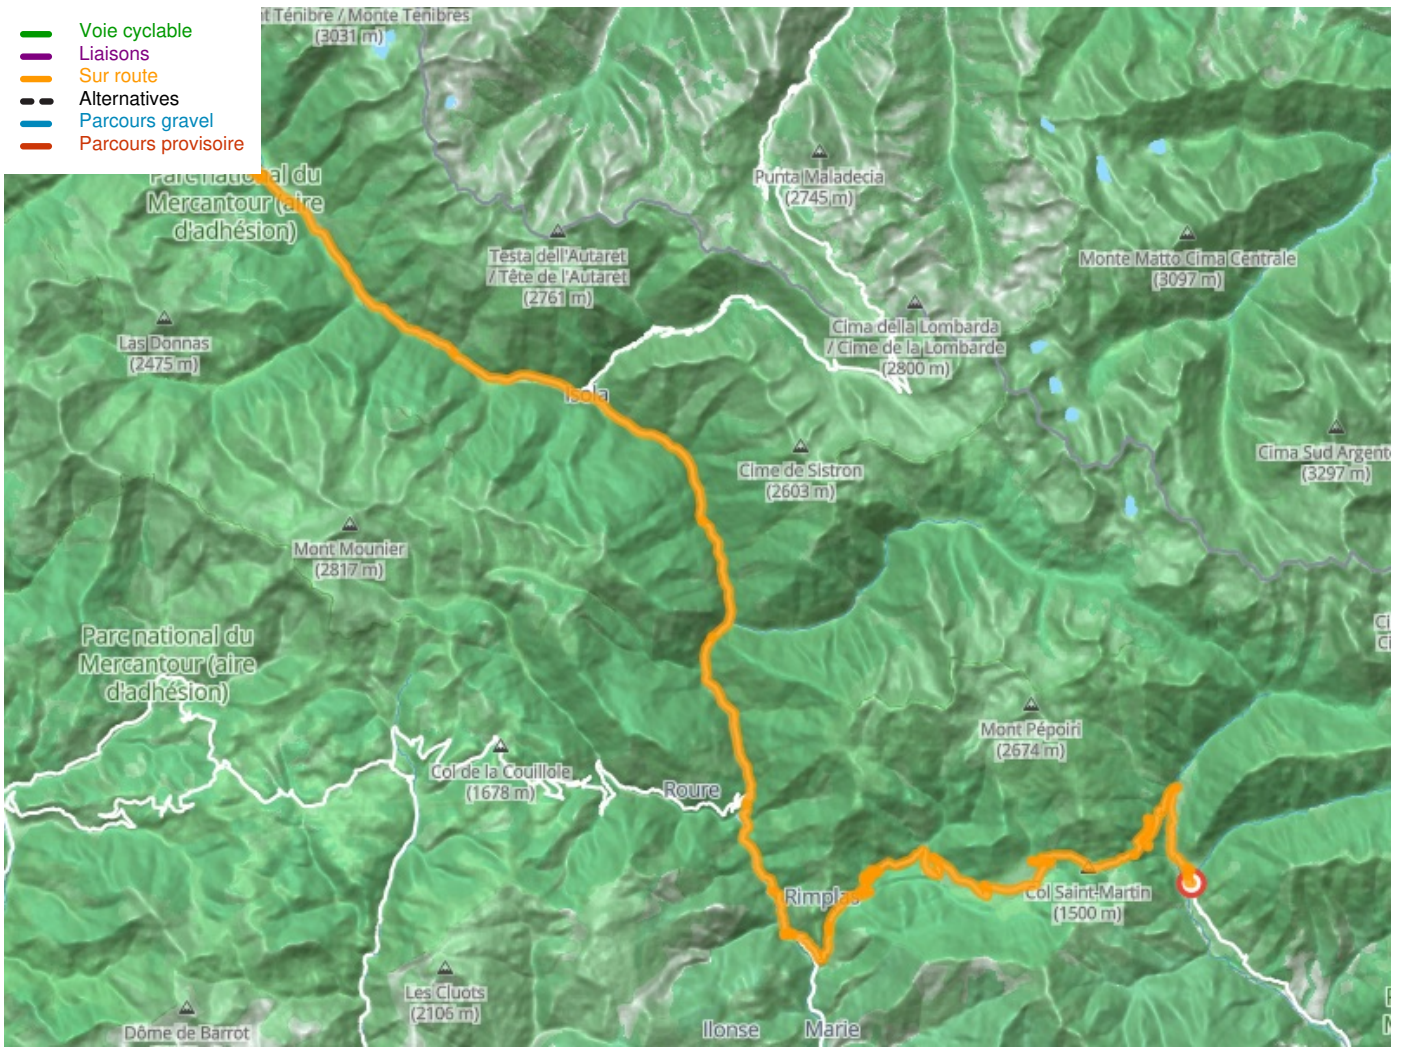 Voie cyclable
Liaisons
Sur route
Alternatives
Parcours gravel
Parcours provisoire
nt Ténibre / Monte Tenibres
(3031 m)
Parc national du
Mercantour (aire
d'adhésion)
Punta Maladecia
(2745 m)
Testa dell'Autaret
/ Tête de l'Autaret
(2761 m)
Monte Matto Cima Centrale
(3097 m)
Las Donnas
(2475 m)
Cima della Lombarda
/ Cime de la Lombarde
(2800 m)
Isola
Cime de Sistron
(2603 m)
Cima Sud Argent
(3297 m)
Mont Mounier
(2817 m)
Parc national du
Mercantour (aire
d'adhésion)
Ci
Ci
Mont Pépoiri
(2674 m)
Col de la Couillole
(1678 m)
Roure
Rimplas
Col Saint-Martin
(1500 m)
Les Cluots
(2106 m)
Dôme de Barrot
Ilonse
Marie